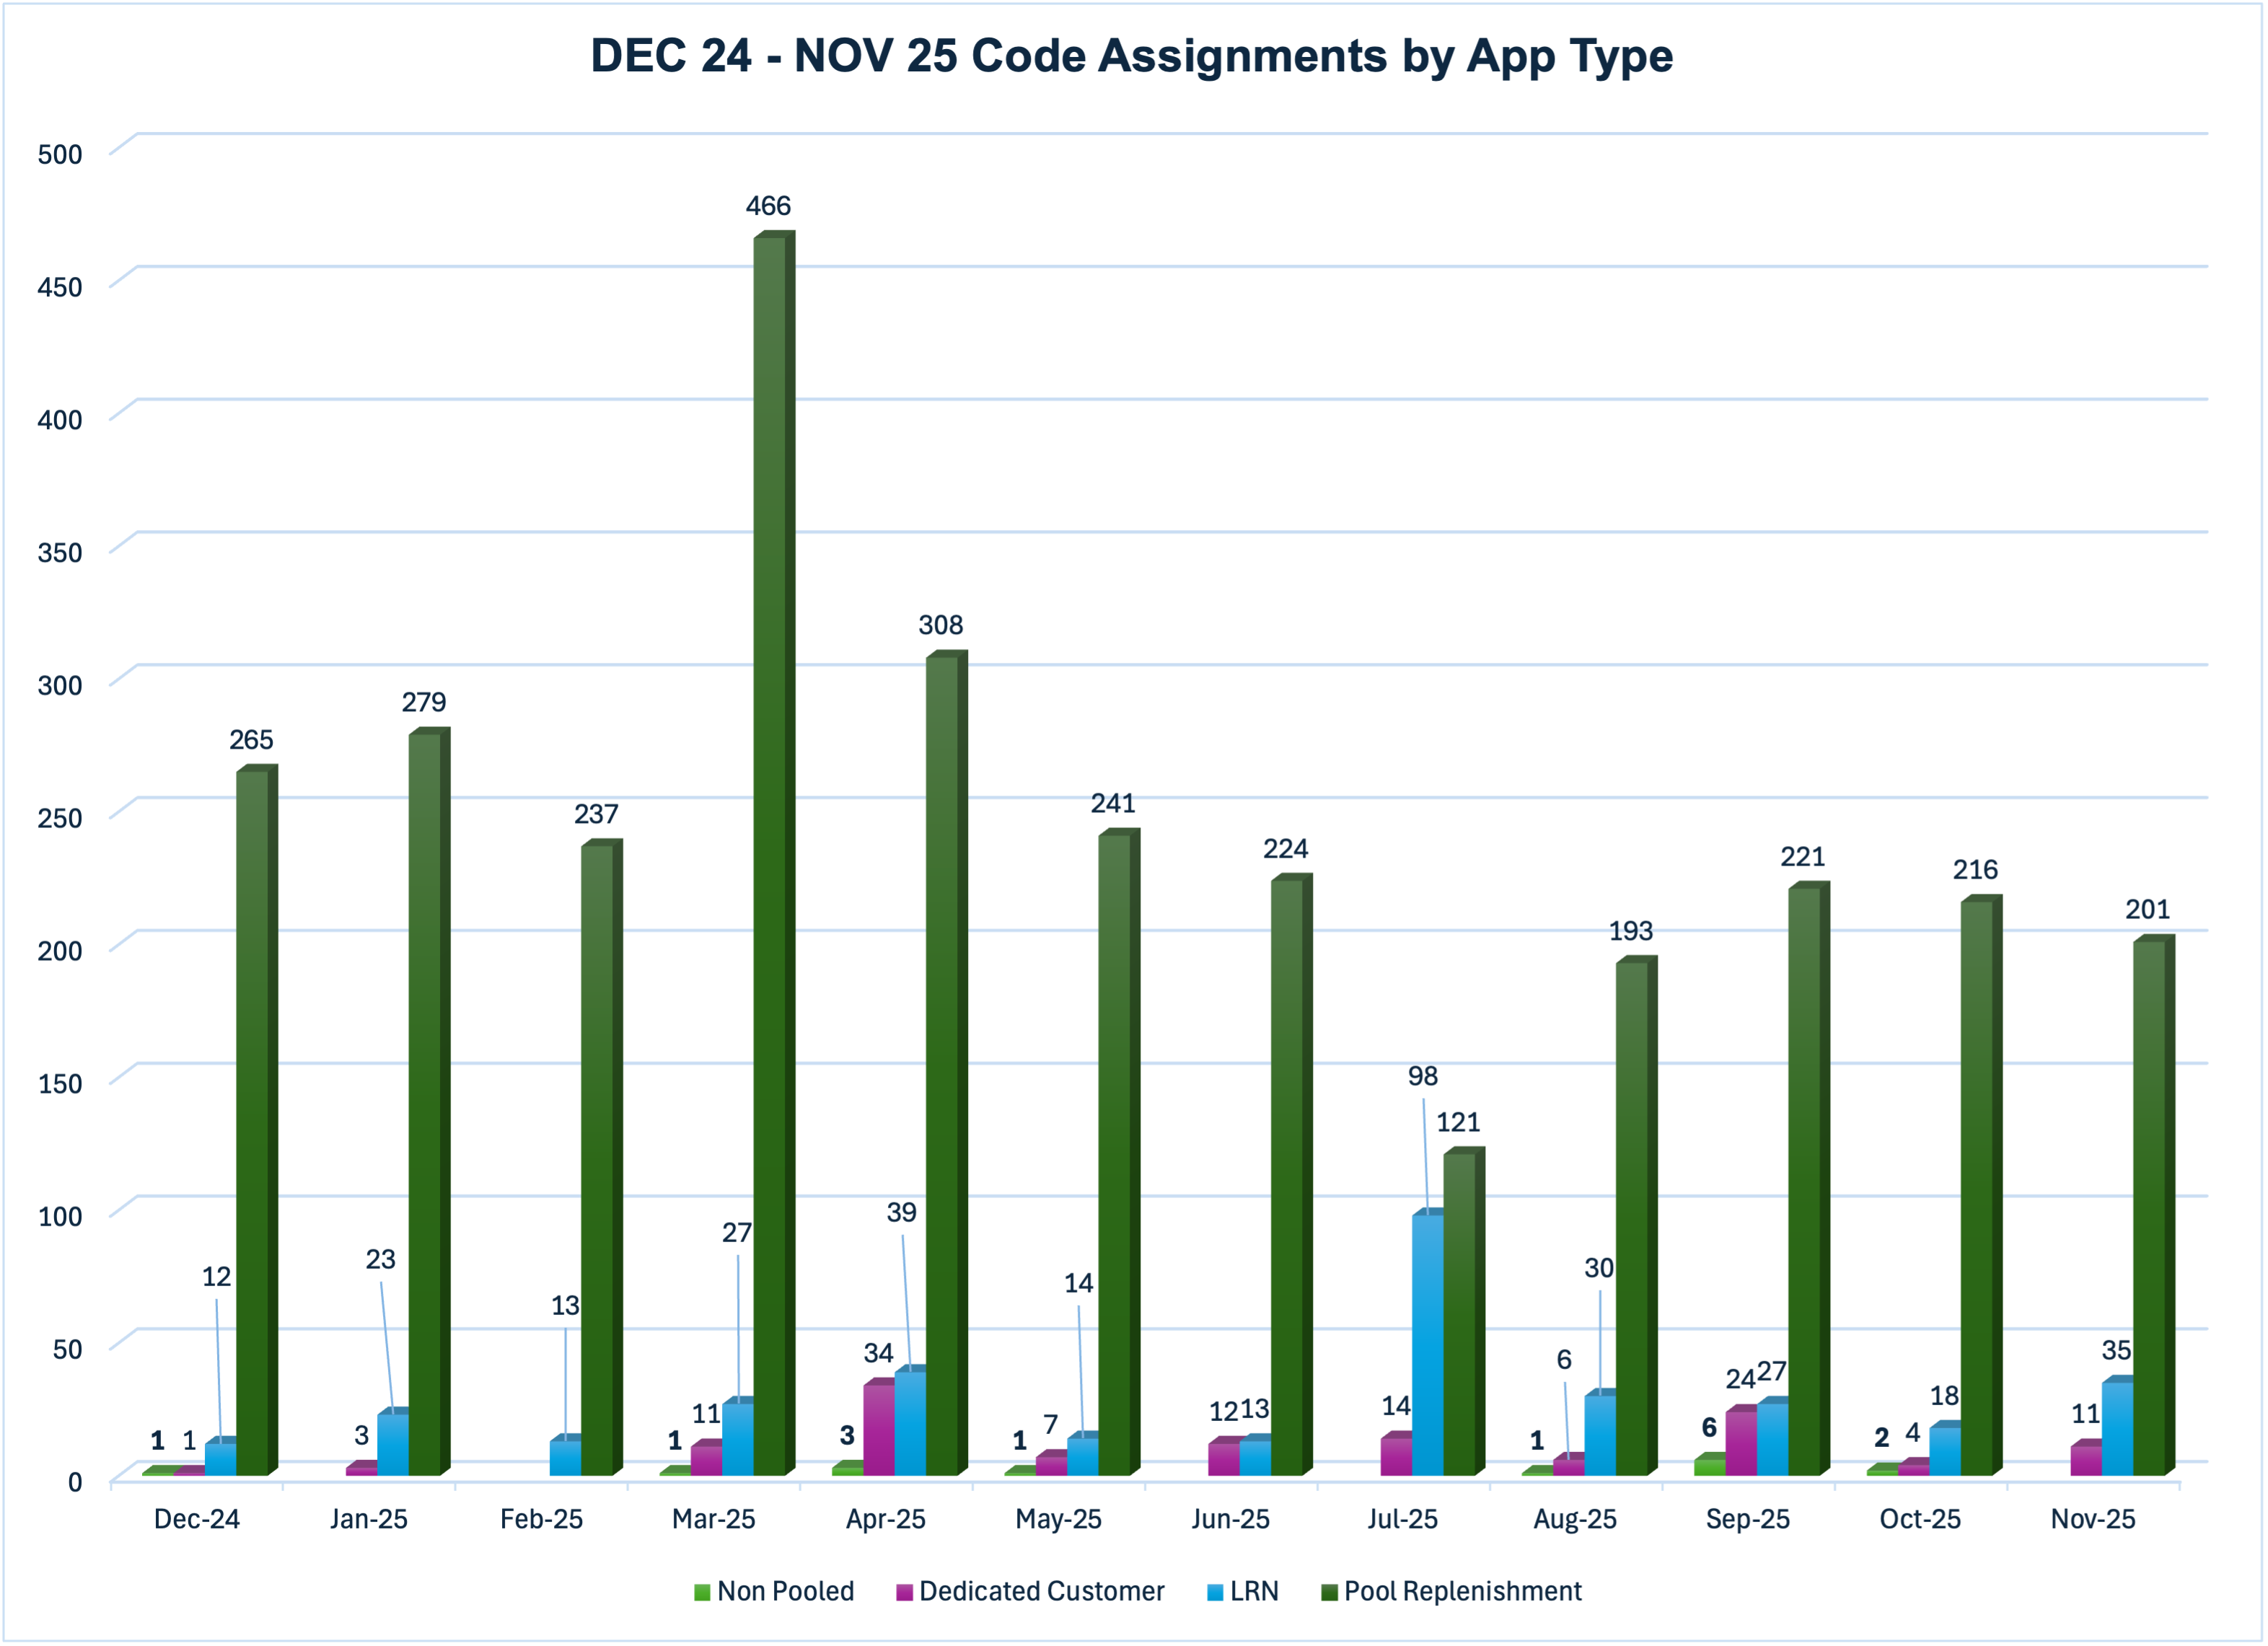 DEC 24 - NOV 25 Code Assignments by App Type
500
450
400
350
300
250
200
150
100
50
0
1 1 12 265
3 23 279
13 237
1 11 27 466
3 34 39 308
1 7 14 241
12 13 224
14 98 121
1 6 30 193
6 24 27 221
2 4 18 216
11 35 201
Dec-24 Jan-25 Feb-25 Mar-25 Apr-25 May-25 Jun-25 Jul-25 Aug-25 Sep-25 Oct-25 Nov-25
Non Pooled Dedicated Customer LRN Pool Replenishment